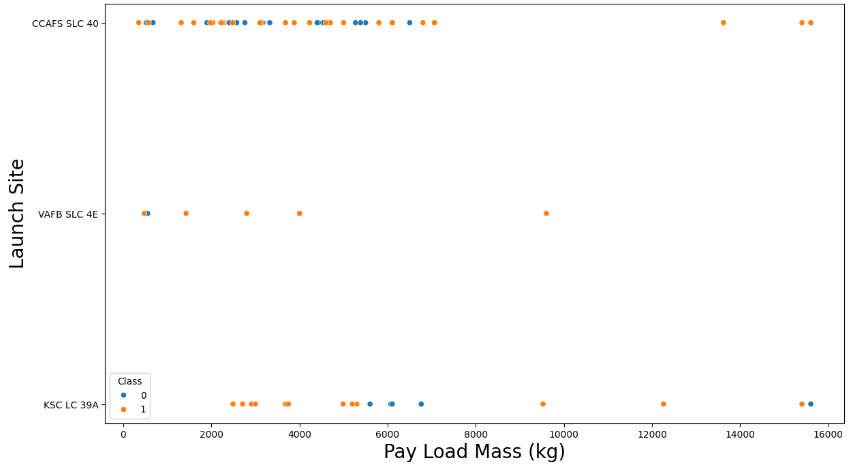 CCAFS SLC 40
VAFB SLC 4E
KSC LC 39A
Launch Site
Class
0
1
0 2000 4000 6000 8000 10000 12000 14000 16000
Pay Load Mass (kg)